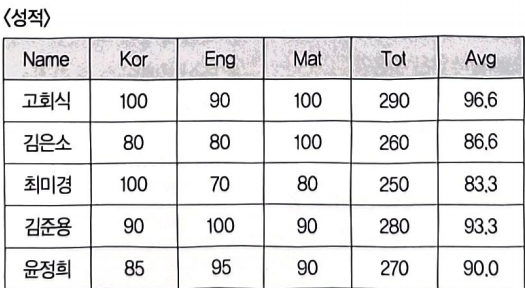 〈성적〉
Name Kor Eng Mat Tot Avg
고회식 100 90 100 290 96.6
김은소 80 80 100 260 86.6
최미경 100 70 80 250 83.3
김준용 90 100 90 280 93.3
윤정희 85 95 90 270 90.0